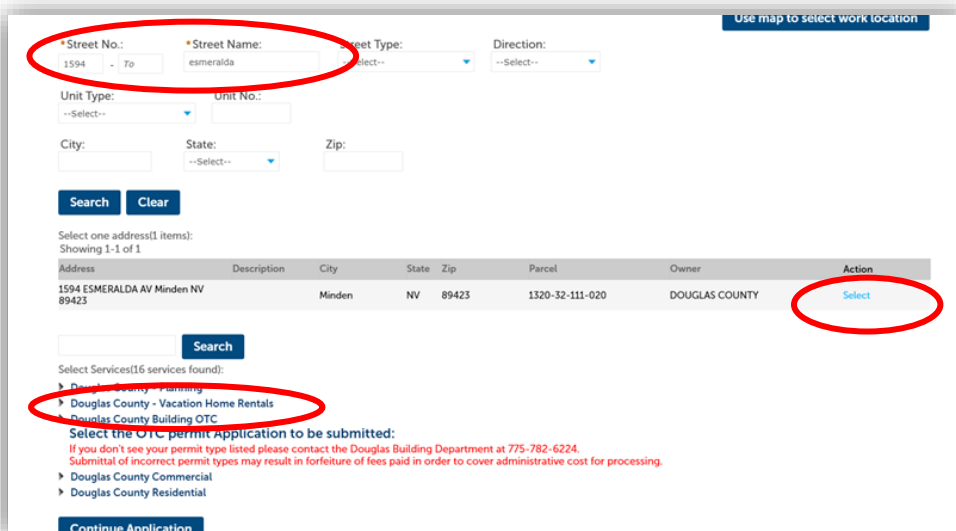 Use map to select work location
*Street No.: *Street Name: Street Type: Direction:
1594 - To esmeralda --Select-- --Select--
Unit Type: Unit No.:
--Select--
City: State: Zip:
--Select--
Search Clear
Select one address(1 items):
Showing 1-1 of 1
Address Description City State Zip Parcel Owner Action
1594 ESMERALDA AV Minden NV
89423 Minden NV 89423 1320-32-111-020 DOUGLAS COUNTY Select
Search
Select Services(16 services found):
Douglas County - Planning
Douglas County - Vacation Home Rentals
Douglas County Building OTC
Select the OTC permit Application to be submitted:
If you don't see your permit type listed please contact the Douglas Building Department at 775-782-6224.
Submittal of incorrect permit types may result in forfeiture of fees paid in order to cover administrative cost for processing.
Douglas County Commercial
Douglas County Residential
Continue Application